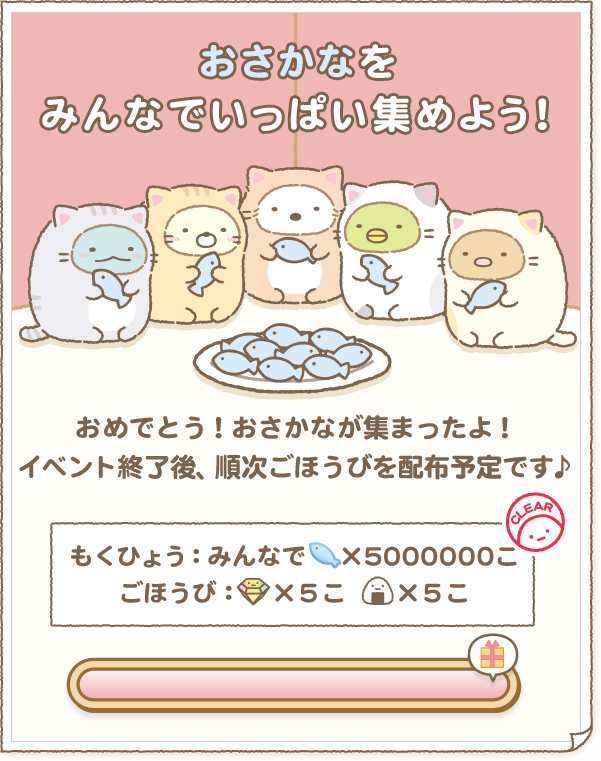 おさかなを
みんなでいっぱい集めよう!
おめでとう!おさかなが集まったよ!
イベント終了後、順次ごほうびを配布予定です♪
CLEAR
もくひょう:みんなで×5000000こ
ごほうび:×5こ ×5こ